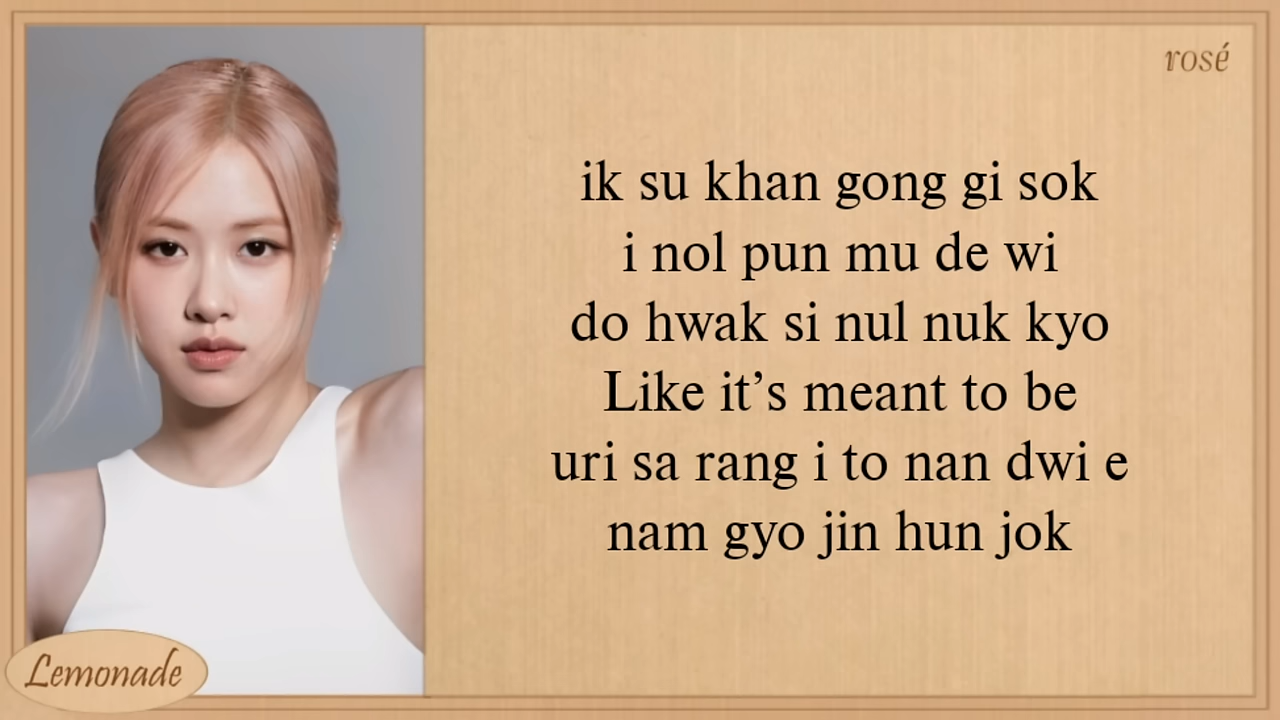 rosé
ik su khan gong gi sok
i nol pun mu de wi
do hwak si nul nuk kyo
Like it’s meant to be
uri sa rang i to nan dwi e
nam gyo jin hun jok
Lemonade